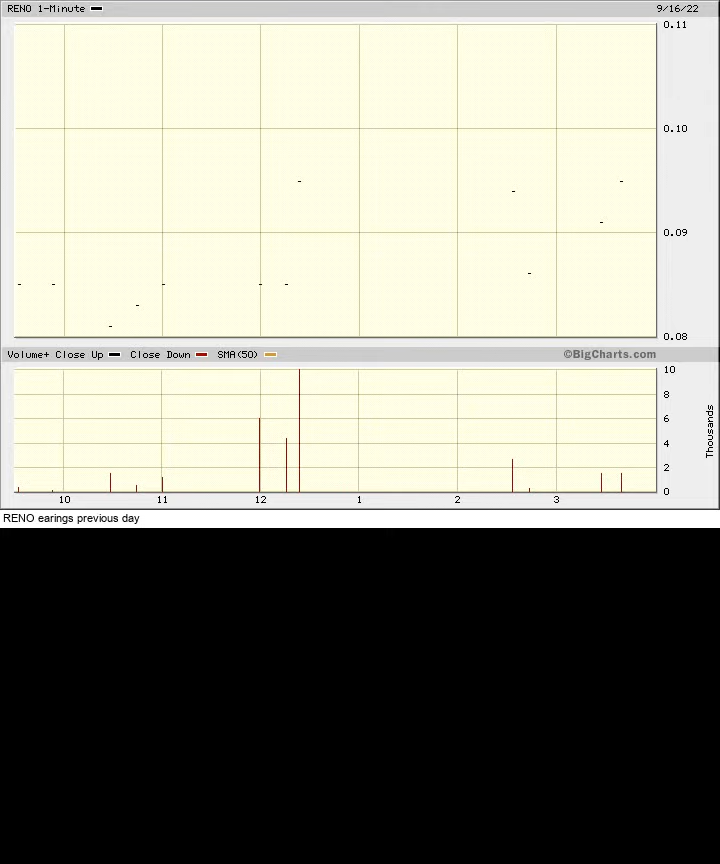 RENO 1-Minute 9/16/22
0.11
0.10
0.09
0.08
Volume+ Close Up Close Down SMA(50) ©BigCharts.com
10
8
6
4
2
0
Thousands
10 11 12 1 2 3
RENO earings previous day